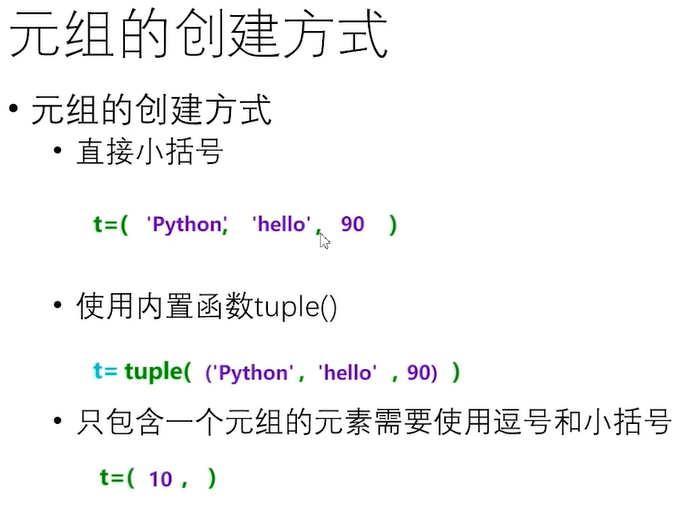 元组的创建方式
• 元组的创建方式
• 直接小括号
t=( 'Python', 'hello', 90 )
• 使用内置函数tuple()
t= tuple( ('Python', 'hello' , 90) )
• 只包含一个元组的元素需要使用逗号和小括号
t=( 10 , )